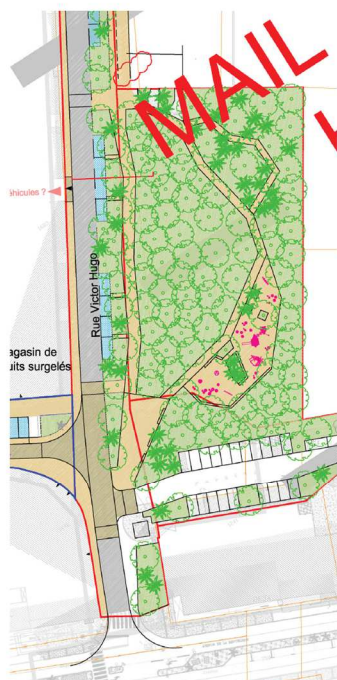 MAIL
éhicules ?
Rue Victor Hugo
agasin de
uits surgelés